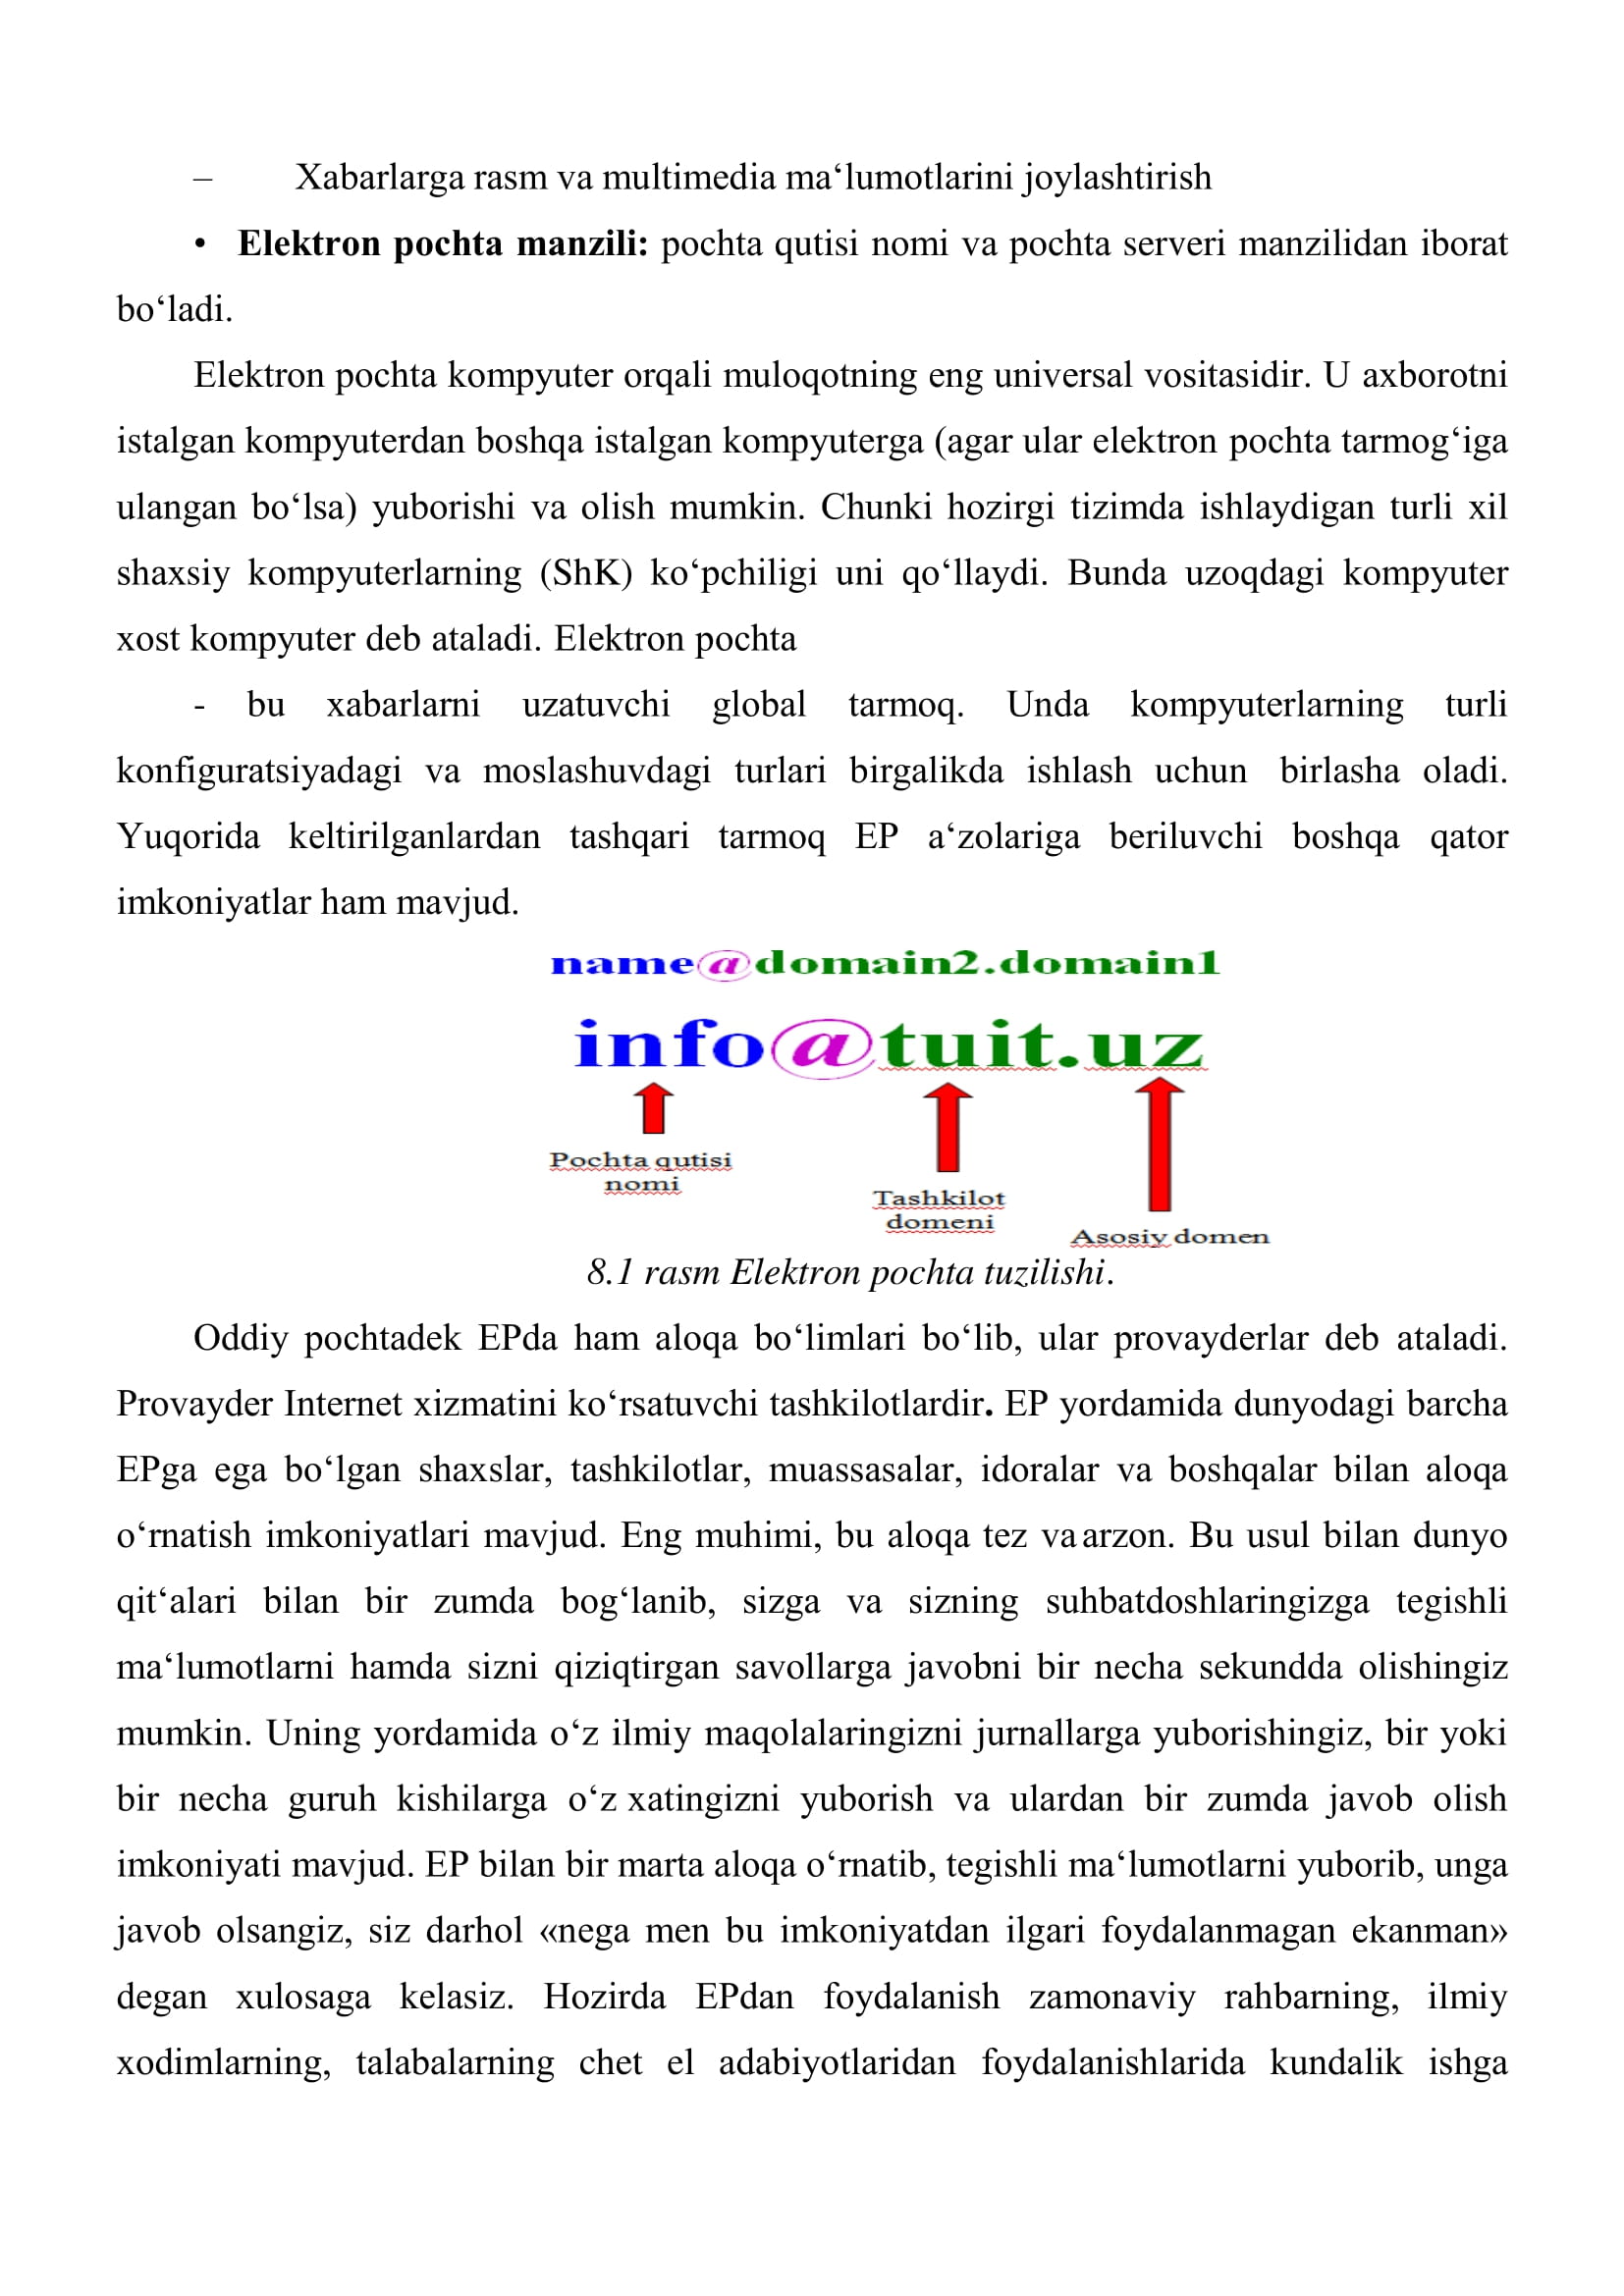 – Xabarlarga rasm va multimedia ma‘lumotlarini joylashtirish
• Elektron pochta manzili: pochta qutisi nomi va pochta serveri manzilidan iborat
bo‘ladi.
Elektron pochta kompyuter orqali muloqotning eng universal vositasidir. U axborotni
istalgan kompyuterdan boshqa istalgan kompyuterga (agar ular elektron pochta tarmog‘iga
ulangan bo‘lsa) yuborishi va olish mumkin. Chunki hozirgi tizimda ishlaydigan turli xil
shaxsiy kompyuterlarning (ShK) ko‘pchiligi uni qo‘llaydi. Bunda uzoqdagi kompyuter
xost kompyuter deb ataladi. Elektron pochta
- bu xabarlarni uzatuvchi global tarmoq. Unda kompyuterlarning turli
konfiguratsiyadagi va moslashuvdagi turlari birgalikda ishlash uchun birlasha oladi.
Yuqorida keltirilganlardan tashqari tarmoq EP a‘zolariga beriluvchi boshqa qator
imkoniyatlar ham mavjud.
name@domain2.domain1
info@tuit.uz
Pochta qutisi
nomi
Tashkilot
domeni
Asosiy domen
8.1 rasm Elektron pochta tuzilishi.
Oddiy pochtadek EPda ham aloqa bo‘limlari bo‘lib, ular provayderlar deb ataladi.
Provayder Internet xizmatini ko‘rsatuvchi tashkilotlardir. EP yordamida dunyodagi barcha
EPga ega bo‘lgan shaxslar, tashkilotlar, muassasalar, idoralar va boshqalar bilan aloqa
o‘rnatish imkoniyatlari mavjud. Eng muhimi, bu aloqa tez va arzon. Bu usul bilan dunyo
qit‘alari bilan bir zumda bog‘lanib, sizga va sizning suhbatdoshlaringizga tegishli
ma‘lumotlarni hamda sizni qiziqtirgan savollarga javobni bir necha sekundda olishingiz
mumkin. Uning yordamida o‘z ilmiy maqolalaringizni jurnallarga yuborishingiz, bir yoki
bir necha guruh kishilarga o‘z xatingizni yuborish va ulardan bir zumda javob olish
imkoniyati mavjud. EP bilan bir marta aloqa o‘rnatib, tegishli ma‘lumotlarni yuborib, unga
javob olsangiz, siz darhol «nega men bu imkoniyatdan ilgari foydalanmagan ekanman»
degan xulosaga kelasiz. Hozirda EPdan foydalanish zamonaviy rahbarning, ilmiy
xodimlarning, talabalarning chet el adabiyotlaridan foydalanishlarida kundalik ishga